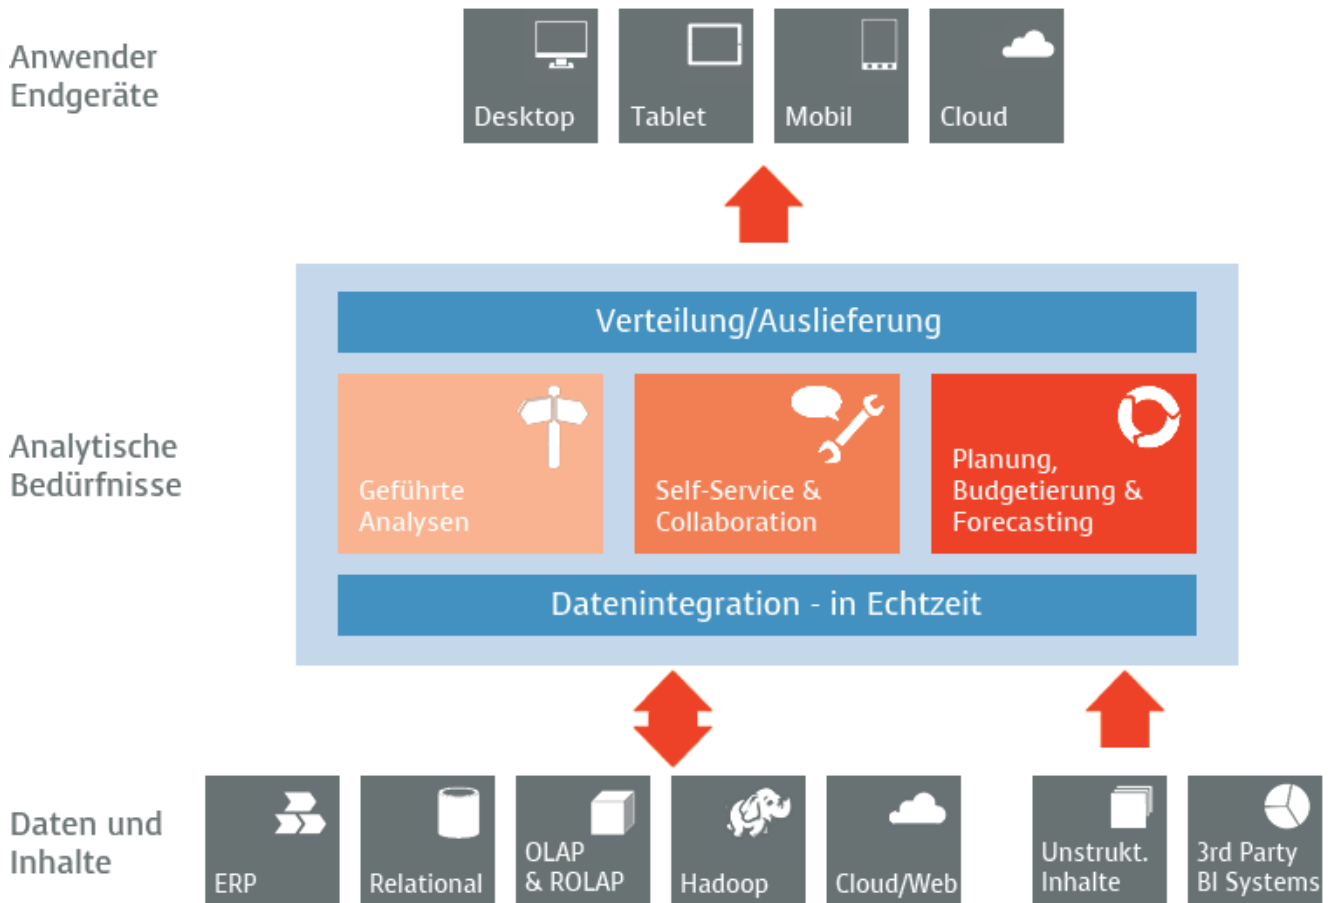 Anwender
Endgeräte
Desktop
Tablet
Mobil
Cloud
Verteilung/Auslieferung
Analytische
Bedürfnisse
Geführte
Analysen
Self-Service &
Collaboration
Planung,
Budgetierung &
Forecasting
Datenintegration - in Echtzeit
Daten und
Inhalte
ERP
Relational
OLAP
& ROLAP
Hadoop
Cloud/Web
Unstrukt.
Inhalte
3rd Party
BI Systems